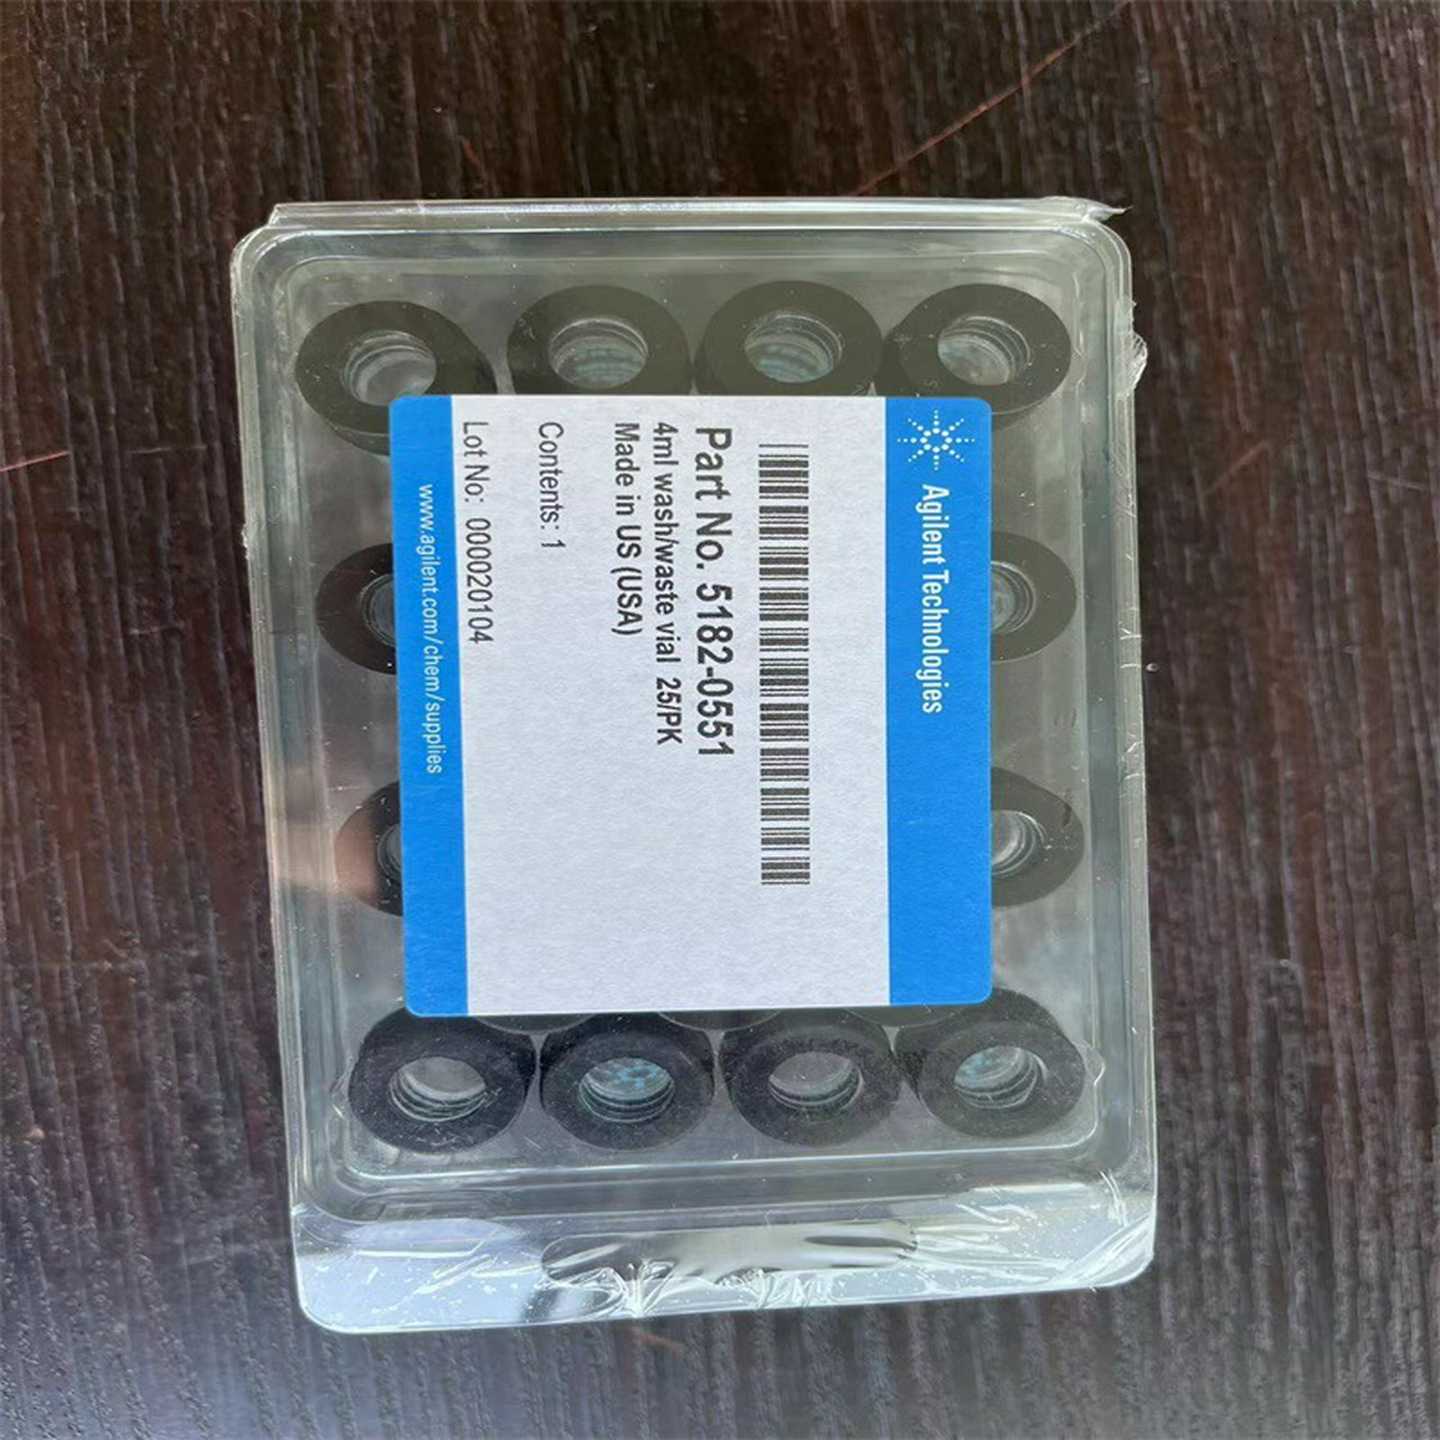 Agilent Technologies
Part No. 5182-0551
4ml wash/waste vial 25/PK
Made in US (USA)
Contents: 1
Lot No: 000020104
www.agilent.com/chem/supplies